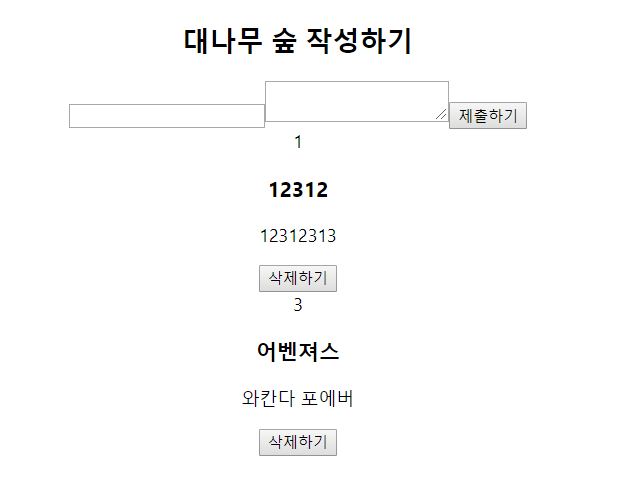 대나무 숲 작성하기
제출하기
1
12312
12312313
삭제하기
3
어벤져스
와칸다 포에버
삭제하기